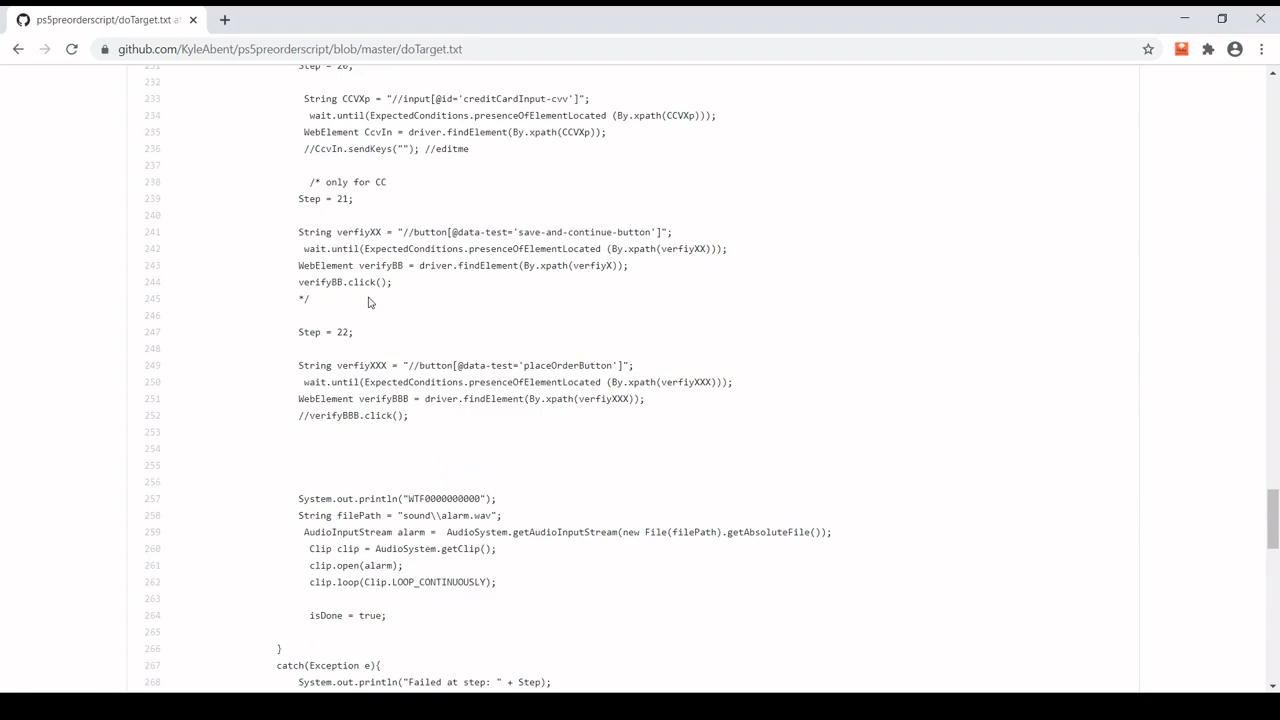 ps5preorderscript/doTarget.txt at
github.com/KyleAbent/ps5preorderscript/blob/master/doTarget.txt
231 Step = 20;
232
233 String CCVXp = "//input[@id='creditCardInput-cvv']";
234 wait.until(ExpectedConditions.presenceOfElementLocated (By.xpath(CCVXp)));
235 WebElement CcvIn = driver.findElement(By.xpath(CCVXp));
236 //CcvIn.sendKeys(""); //editme
237
238 /* only for CC
239 Step = 21;
240
241 String verfiyXX = "//button[@data-test='save-and-continue-button']";
242 wait.until(ExpectedConditions.presenceOfElementLocated (By.xpath(verfiyXX)));
243 WebElement verifyBB = driver.findElement(By.xpath(verfiyX));
244 verifyBB.click();
245 */
246
247 Step = 22;
248
249 String verfiyXXX = "//button[@data-test='placeOrderButton']";
250 wait.until(ExpectedConditions.presenceOfElementLocated (By.xpath(verfiyXXX)));
251 WebElement verifyBBB = driver.findElement(By.xpath(verfiyXXX));
252 //verifyBBB.click();
253
254
255
256
257 System.out.println("WTF0000000000");
258 String filePath = "sound\\alarm.wav";
259 AudioInputStream alarm = AudioSystem.getAudioInputStream(new File(filePath).getAbsoluteFile());
260 Clip clip = AudioSystem.getClip();
261 clip.open(alarm);
262 clip.loop(Clip.LOOP_CONTINUOUSLY);
263
264 isDone = true;
265
266 }
267 catch(Exception e){
268 System.out.println("Failed at step: " + Step);